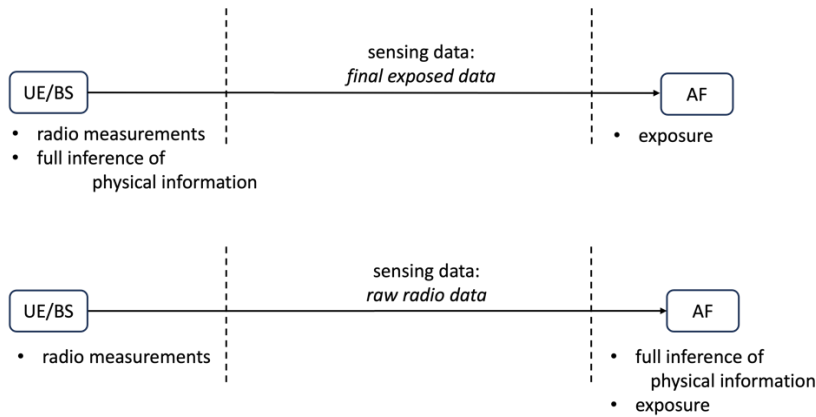 sensing data:
final exposed data
UE/BS
AF
• radio measurements
• full inference of
physical information
• exposure
sensing data:
raw radio data
UE/BS
AF
• radio measurements
• full inference of
physical information
• exposure